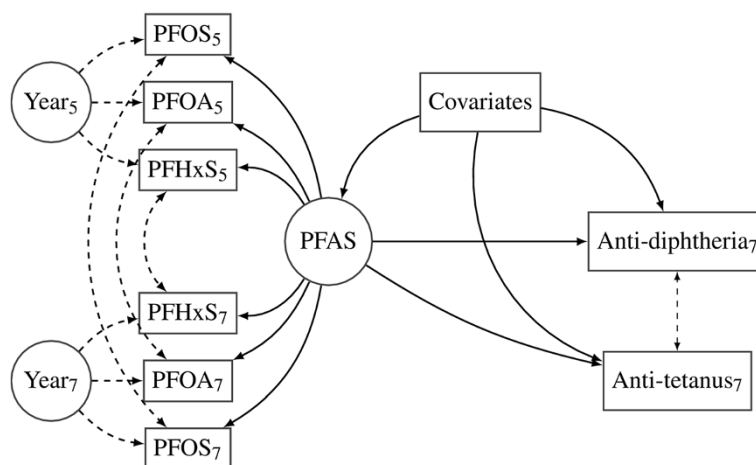 PFOS₅
Year₅
PFOA₅
Covariates
PFHxS₅
PFAS
Anti-diphtheria₇
PFHxS₇
Year₇
PFOA₇
Anti-tetanus₇
PFOS₇